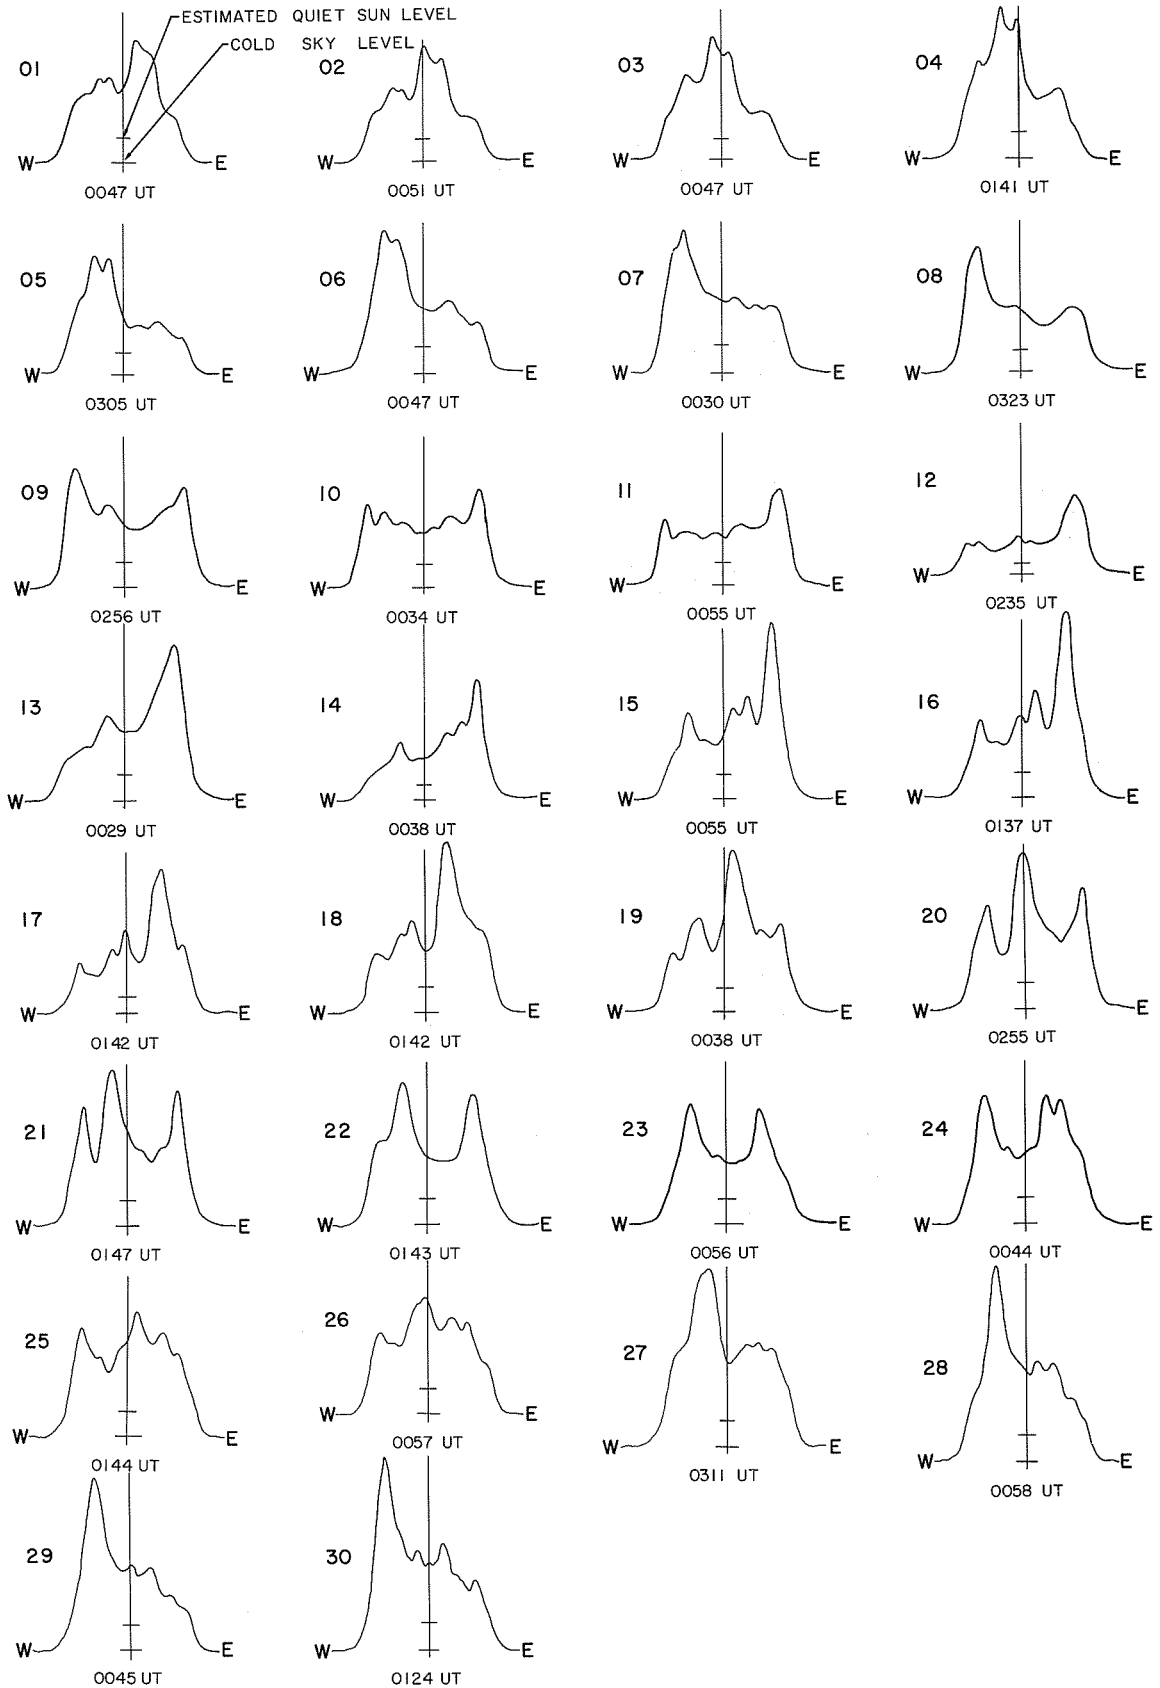 ESTIMATED QUIET SUN LEVEL
COLD SKY LEVEL
01 W E 0047 UT
02 W E 0051 UT
03 W E 0047 UT
04 W E 0141 UT
05 W E 0305 UT
06 W E 0047 UT
07 W E 0030 UT
08 W E 0323 UT
09 W E 0256 UT
10 W E 0034 UT
11 W E 0055 UT
12 W E 0235 UT
13 W E 0029 UT
14 W E 0038 UT
15 W E 0055 UT
16 W E 0137 UT
17 W E 0142 UT
18 W E 0142 UT
19 W E 0038 UT
20 W E 0255 UT
21 W E 0147 UT
22 W E 0143 UT
23 W E 0056 UT
24 W E 0044 UT
25 W E 0144 UT
26 W E 0057 UT
27 W E 0311 UT
28 W E 0058 UT
29 W E 0045 UT
30 W E 0124 UT